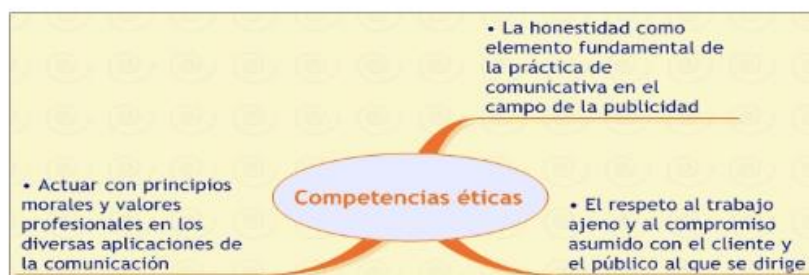 • La honestidad como
elemento fundamental de
la práctica de
comunicativa en el
campo de la publicidad
• Actuar con principios
morales y valores
profesionales en los
diversas aplicaciones de
la comunicación
Competencias éticas
• El respeto al trabajo
ajeno y al compromiso
asumido con el cliente y
el público al que se dirige